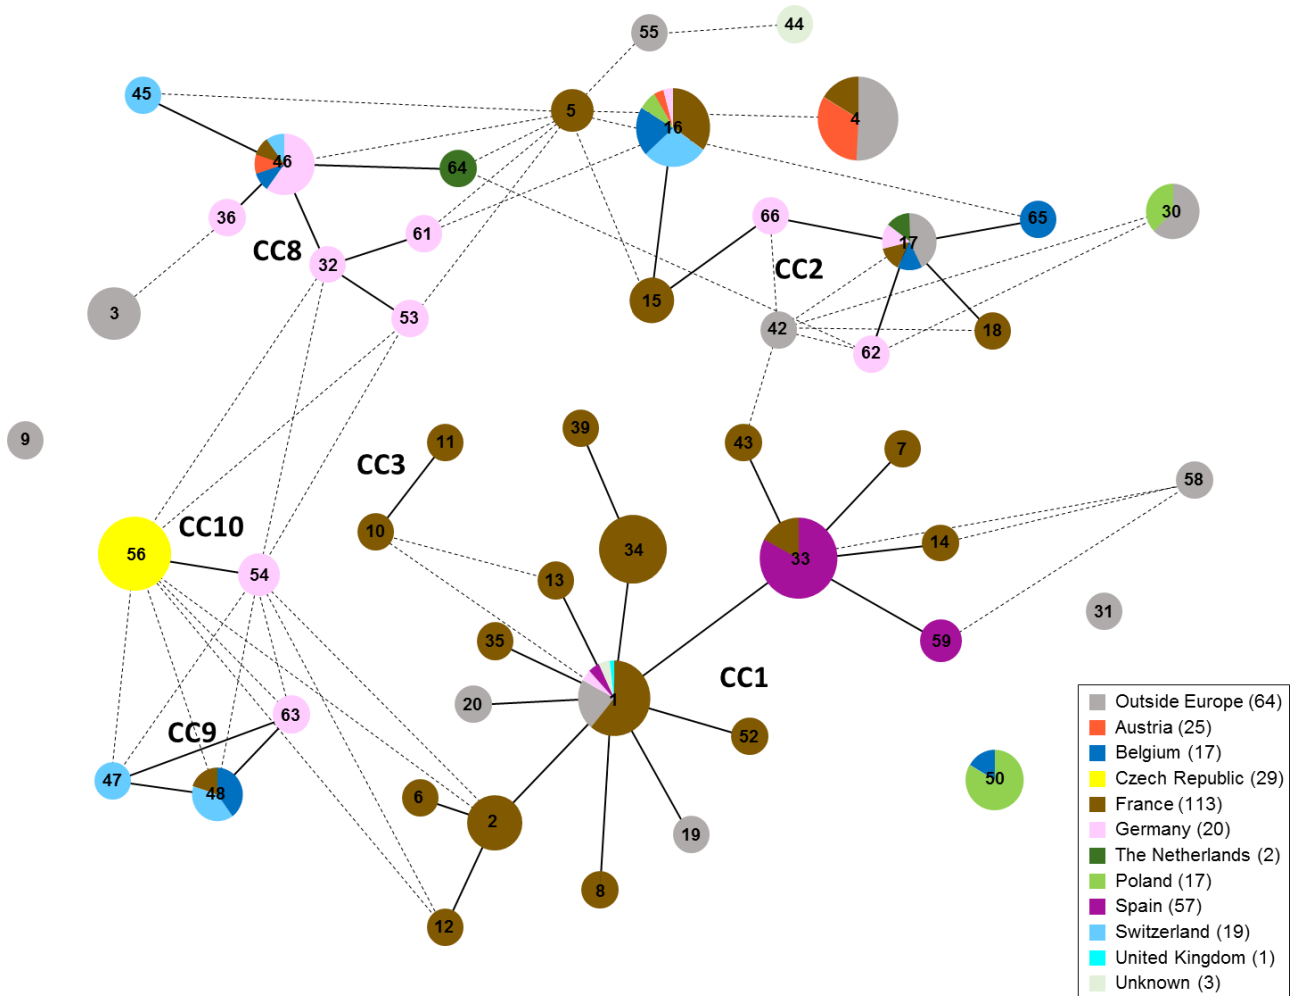 55
44
45
5
16
4
46
64
36
61
66
17
65
30
CC8
32
CC2
3
53
15
42
62
18
9
11
39
43
7
CC3
58
10
CC10
56
34
14
33
54
13
31
35
59
CC1
20
1
63
52
CC9
47
48
6
2
19
50
8
12
Outside Europe (64)
Austria (25)
Belgium (17)
Czech Republic (29)
France (113)
Germany (20)
The Netherlands (2)
Poland (17)
Spain (57)
Switzerland (19)
United Kingdom (1)
Unknown (3)